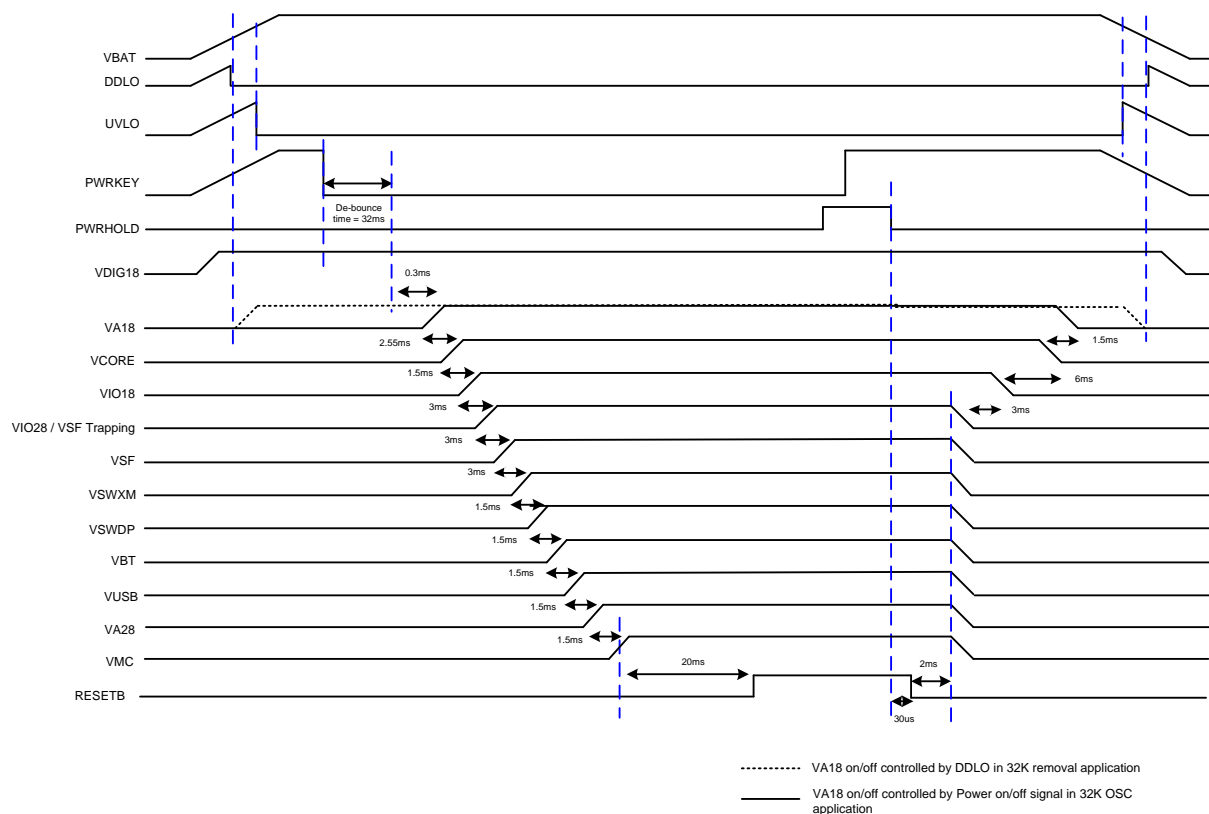 VBAT
DDLO
UVLO
PWRKEY
De-bounce
time = 32ms
PWRHOLD
VDIG18
0.3ms
VA18
2.55ms
1.5ms
VCORE
1.5ms
6ms
VIO18
3ms
3ms
VIO28 / VSF Trapping
3ms
VSF
3ms
VSWXM
1.5ms
VSWDP
1.5ms
VBT
1.5ms
VUSB
1.5ms
VA28
1.5ms
VMC
20ms
2ms
RESETB
30us
VA18 on/off controlled by DDLO in 32K removal application
VA18 on/off controlled by Power on/off signal in 32K OSC
application